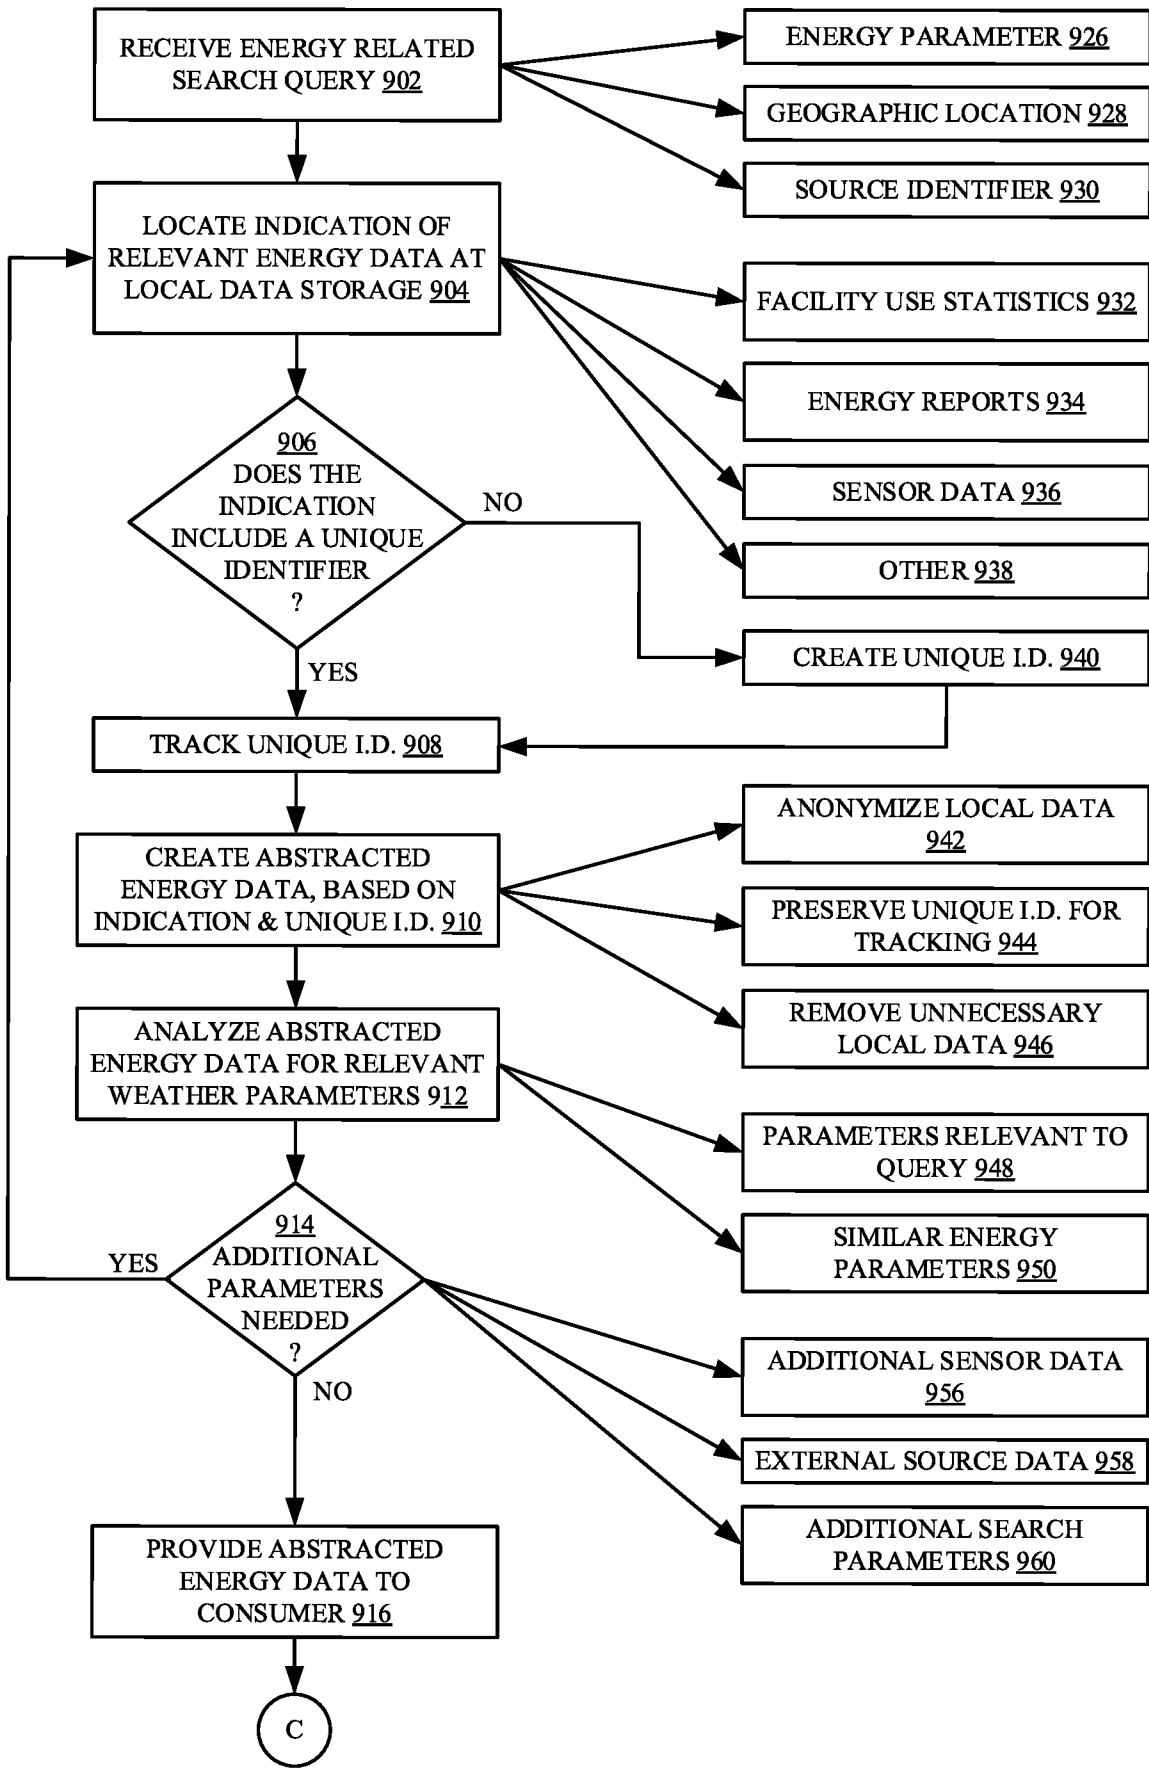 RECEIVE ENERGY RELATED
SEARCH QUERY 902
ENERGY PARAMETER 926
GEOGRAPHIC LOCATION 928
SOURCE IDENTIFIER 930
LOCATE INDICATION OF
RELEVANT ENERGY DATA AT
LOCAL DATA STORAGE 904
FACILITY USE STATISTICS 932
ENERGY REPORTS 934
SENSOR DATA 936
OTHER 938
906
DOES THE
INDICATION
INCLUDE A UNIQUE
IDENTIFIER
?
NO
YES
CREATE UNIQUE I.D. 940
TRACK UNIQUE I.D. 908
CREATE ABSTRACTED
ENERGY DATA, BASED ON
INDICATION & UNIQUE I.D. 910
ANONYMIZE LOCAL DATA
942
PRESERVE UNIQUE I.D. FOR
TRACKING 944
REMOVE UNNECESSARY
LOCAL DATA 946
ANALYZE ABSTRACTED
ENERGY DATA FOR RELEVANT
WEATHER PARAMETERS 912
PARAMETERS RELEVANT TO
QUERY 948
SIMILAR ENERGY
PARAMETERS 950
914
ADDITIONAL
PARAMETERS
NEEDED
?
YES
NO
ADDITIONAL SENSOR DATA
956
EXTERNAL SOURCE DATA 958
ADDITIONAL SEARCH
PARAMETERS 960
PROVIDE ABSTRACTED
ENERGY DATA TO
CONSUMER 916
C